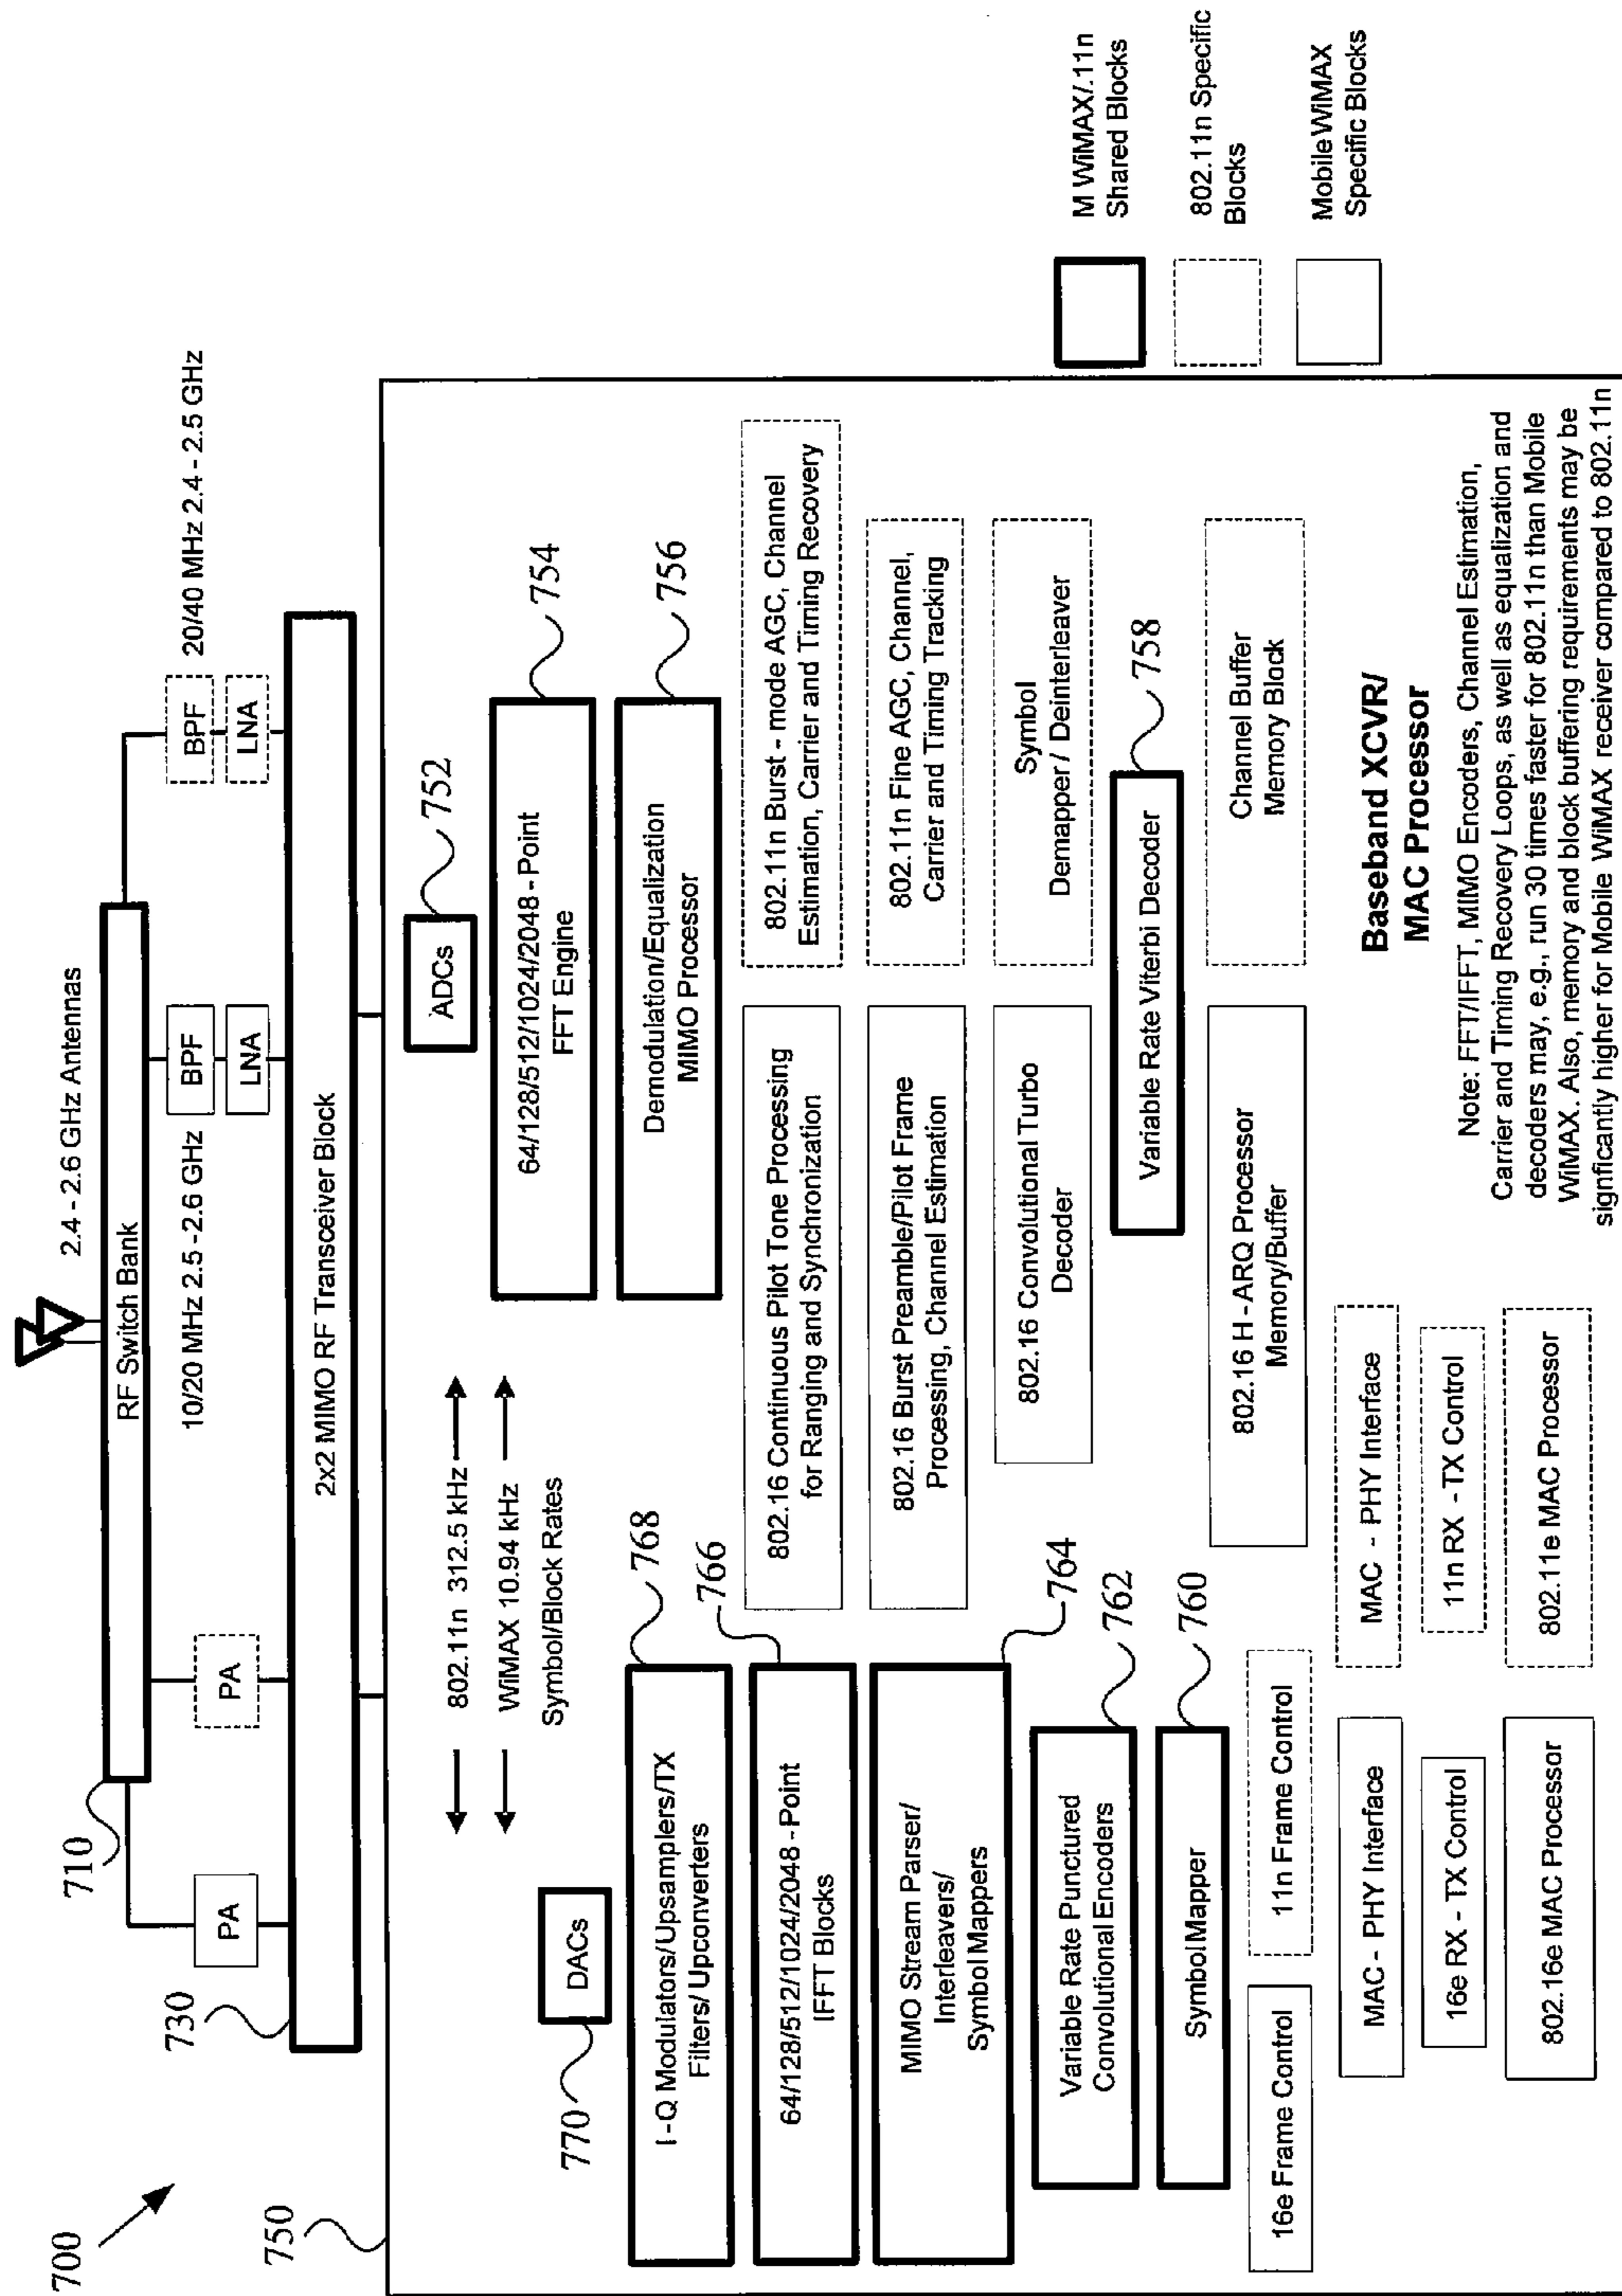 700
2.4 - 2.6 GHz Antennas
710
RF Switch Bank
PA
PA
10/20 MHz 2.5 -2.6 GHz
BPF
LNA
BPF
LNA
20/40 MHz 2.4 - 2.5 GHz
730
2x2 MIMO RF Transceiver Block
750
802.11n 312.5 kHz
WiMAX 10.94 kHz
Symbol/Block Rates
770
DACs
768
I-Q Modulators/Upsamplers/TX
Filters/ Upconverters
766
64/128/512/1024/2048 - Point
IFFT Blocks
764
MIMO Stream Parser/
Interleavers/
Symbol Mappers
762
Variable Rate Punctured
Convolutional Encoders
760
Symbol Mapper
16e Frame Control
11n Frame Control
MAC - PHY Interface
MAC - PHY Interface
16e RX - TX Control
11n RX - TX Control
802.16e MAC Processor
802.11e MAC Processor
ADCs
752
64/128/512/1024/2048 - Point
FFT Engine
754
Demodulation/Equalization
MIMO Processor
756
802.16 Continuous Pilot Tone Processing
for Ranging and Synchronization
802.11n Burst - mode AGC, Channel
Estimation, Carrier and Timing Recovery
802.16 Burst Preamble/Pilot Frame
Processing, Channel Estimation
802.11n Fine AGC, Channel,
Carrier and Timing Tracking
802.16 Convolutional Turbo
Decoder
Symbol
Demapper / Deinterleaver
Variable Rate Viterbi Decoder
758
802.16 H - ARQ Processor
Memory/Buffer
Channel Buffer
Memory Block
Baseband XCVR/
MAC Processor
Note: FFT/IFFT, MIMO Encoders, Channel Estimation,
Carrier and Timing Recovery Loops, as well as equalization and
decoders may, e.g., run 30 times faster for 802.11n than Mobile
WiMAX. Also, memory and block buffering requirements may be
signficantly higher for Mobile WiMAX receiver compared to 802.11n
M WiMAX/.11n
Shared Blocks
802.11n Specific
Blocks
Mobile WiMAX
Specific Blocks